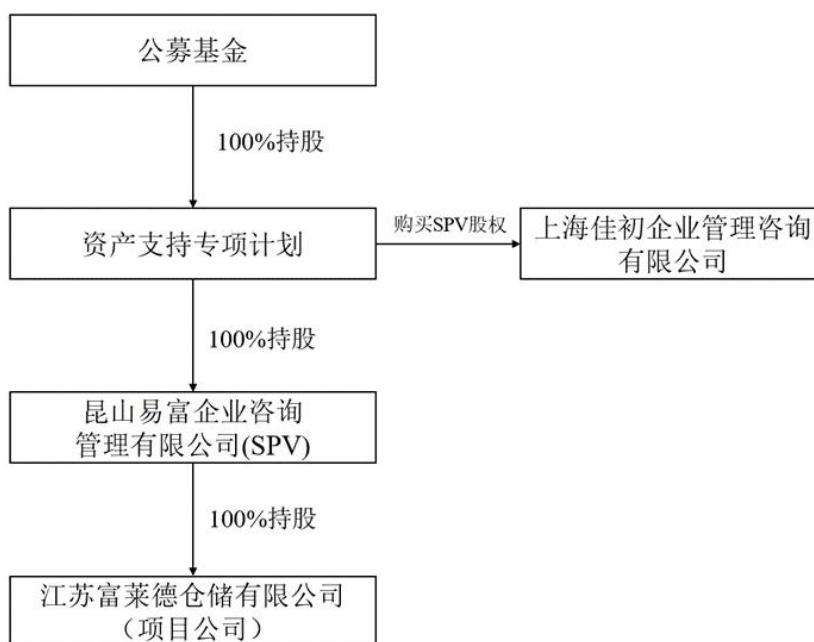 公募基金
100%持股
资产支持专项计划
购买SPV股权
上海佳初企业管理咨询
有限公司
100%持股
昆山易富企业咨询
管理有限公司(SPV)
100%持股
江苏富莱德仓储有限公司
（项目公司）